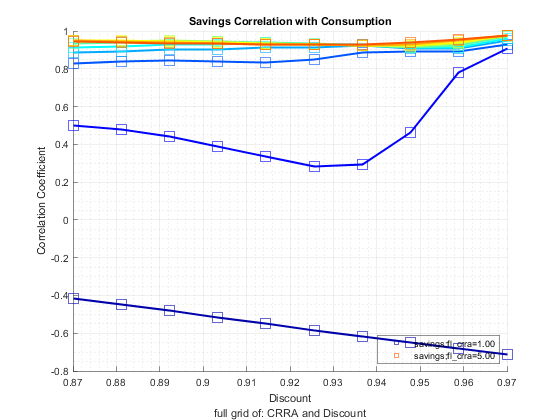 Savings Correlation with Consumption
1
0.8
0.6
0.4
0.2
0
-0.2
-0.4
-0.6
-0.8
Correlation Coefficient
0.87 0.88 0.89 0.9 0.91 0.92 0.93 0.94 0.95 0.96 0.97
savings;fl_crra=1.00
savings;fl_crra=5.00
Discount
full grid of: CRRA and Discount